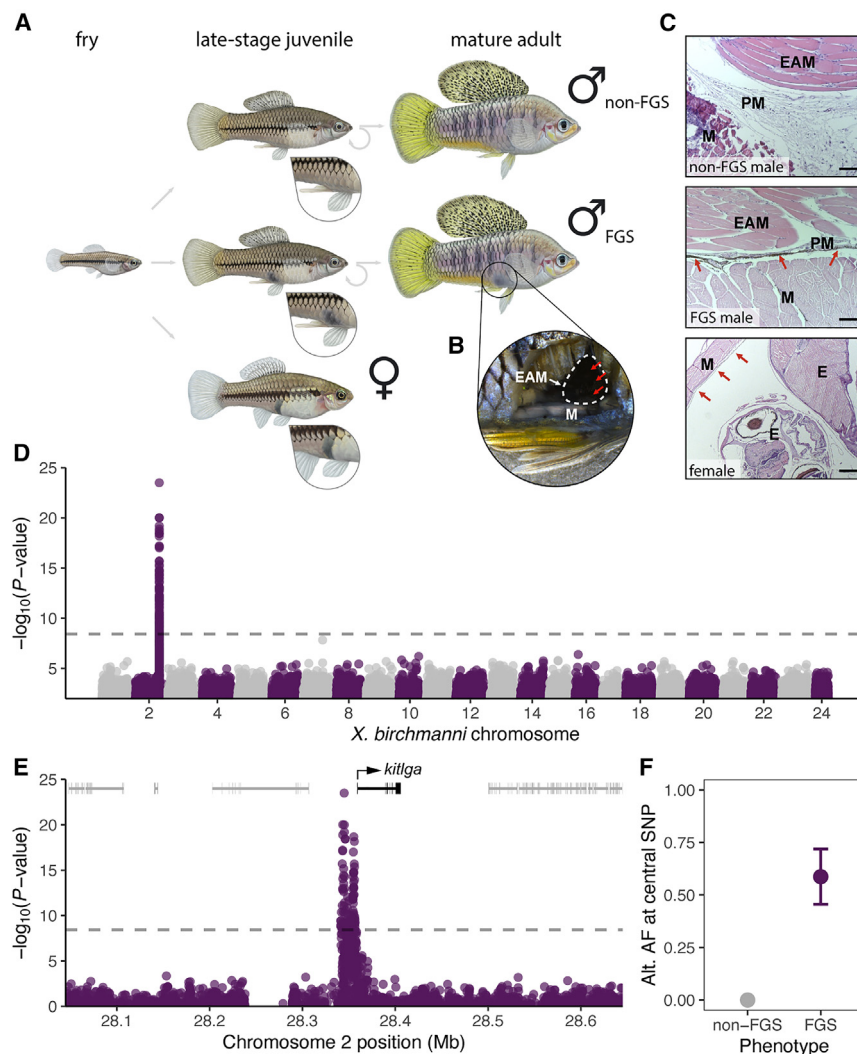 A
fry
late-stage juvenile
mature adult
♂ non-FGS
♂ FGS
♀
B
EAM
M
C
EAM
PM
M
non-FGS male
EAM
PM
M
FGS male
M
E
E
female
D
25
20
15
10
5
–log10(P–value)
2
4
6
8
10
12
14
16
18
20
22
24
X. birchmanni chromosome
E
kitlga
25
20
15
10
5
0
–log10(P–value)
28.1
28.2
28.3
28.4
28.5
28.6
Chromosome 2 position (Mb)
F
1.00
0.75
0.50
0.25
0.00
Alt. AF at central SNP
non–FGS
FGS
Phenotype